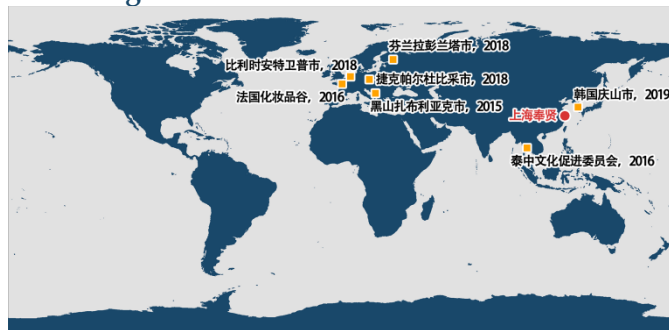 芬兰拉彭兰塔市，2018
比利时安特卫普市，2018
捷克帕尔杜比采市，2018
法国化妆品谷，2016
黑山扎布利亚克市，2015
韩国庆山市，2019
上海奉贤
泰中文化促进委员会，2016